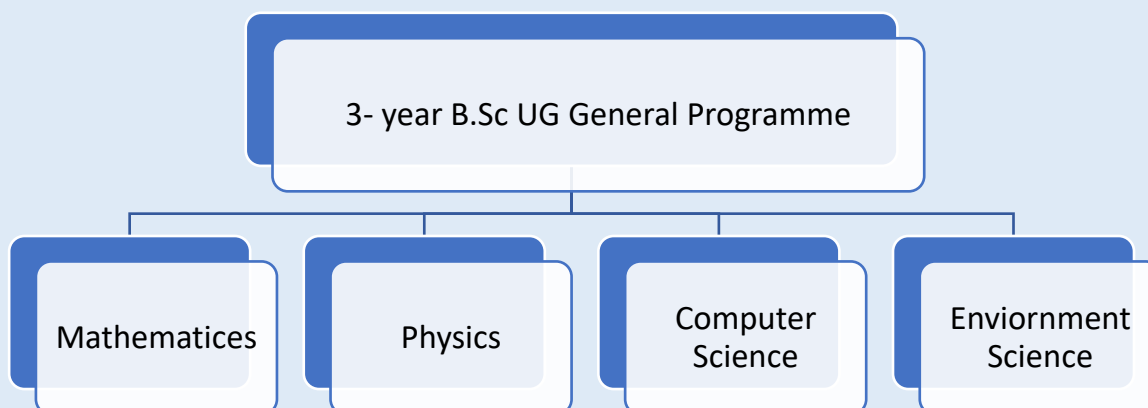 3- year B.Sc UG General Programme
Mathematices
Physics
Computer
Science
Enviornment
Science